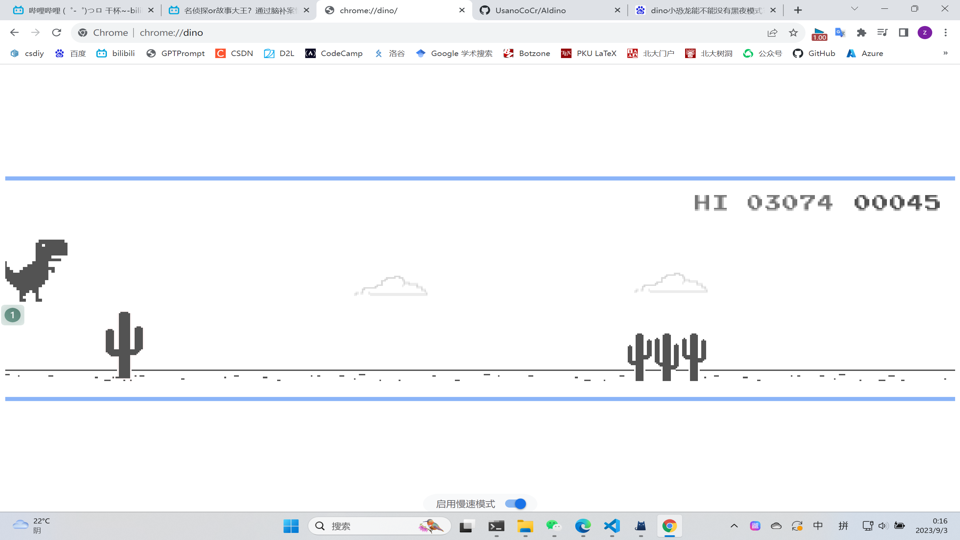 哔哩哔哩 (゜-゜)つロ 干杯~-bili
名侦探or故事大王？通过脑补案
chrome://dino/
UsanoCoCr/AIdino
dino小恐龙能不能没有黑夜模式
Chrome | chrome://dino
1.00
z
csdiy
百度
bilibili
GPTPrompt
CSDN
D2L
CodeCamp
洛谷
Google 学术搜索
Botzone
PKU LaTeX
北大门户
北大树洞
公众号
GitHub
Azure
»
HI 03074 00045
1
启用慢速模式
22°C
阴
搜索
中
拼
0:16
2023/9/3